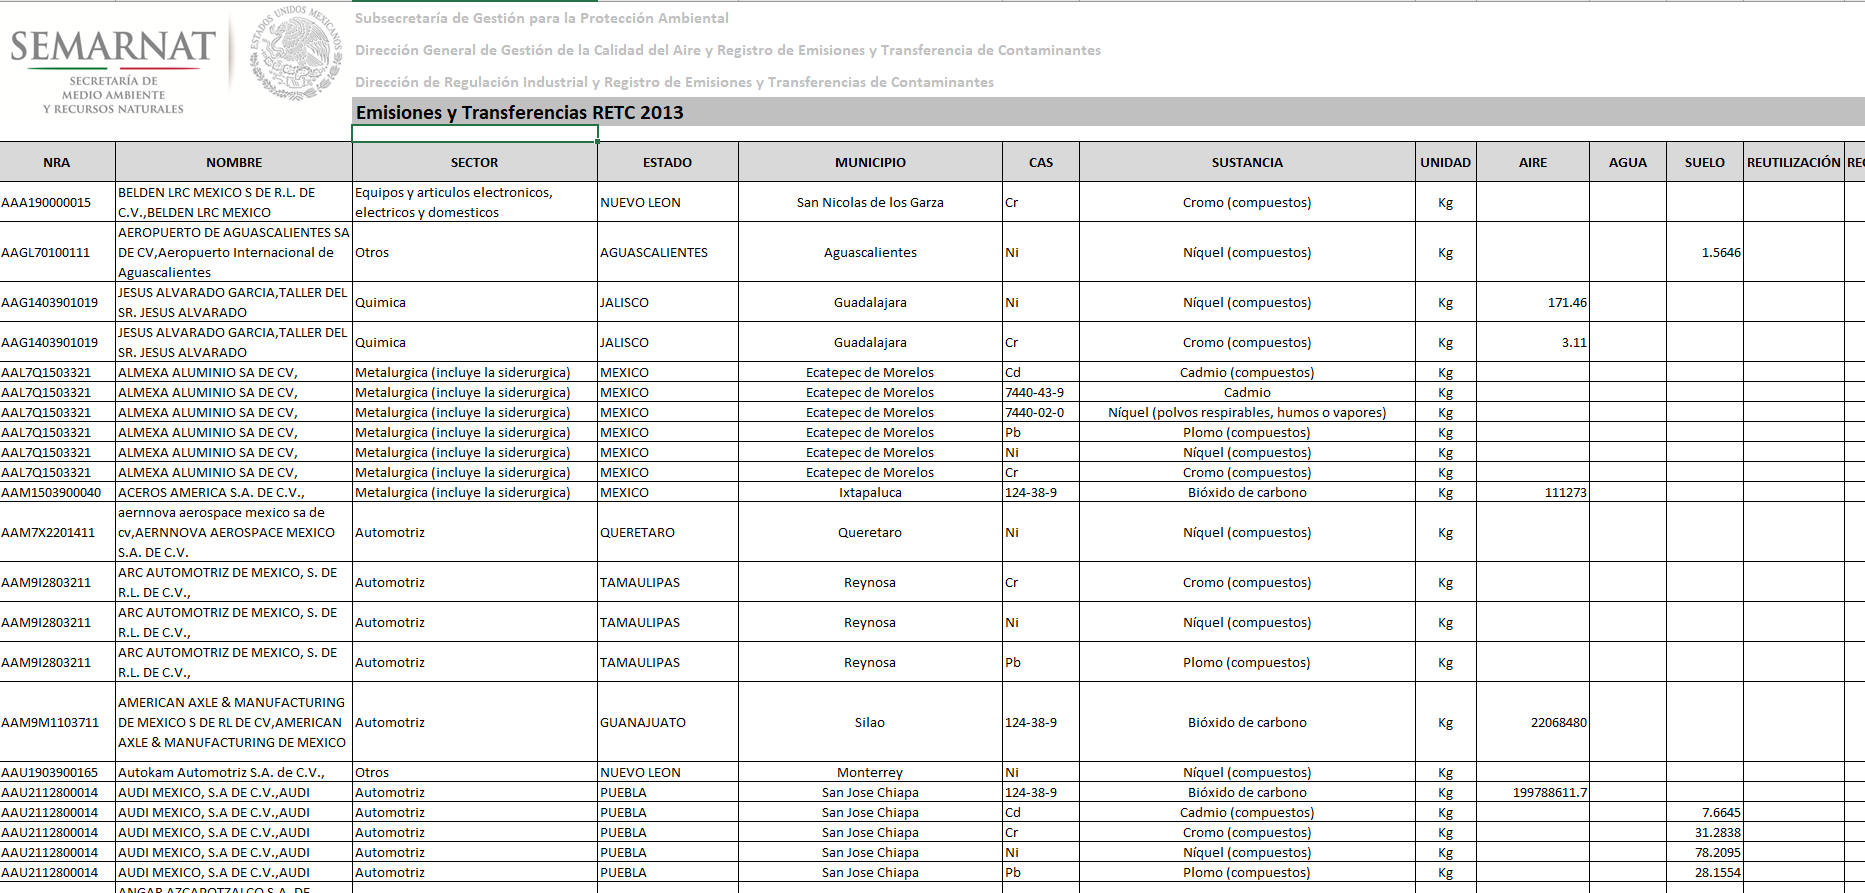 SEMARNAT
SECRETARÍA DE
MEDIO AMBIENTE
Y RECURSOS NATURALES
ESTADOS UNIDOS MEXICANOS
Subsecretaría de Gestión para la Protección Ambiental
Dirección General de Gestión de la Calidad del Aire y Registro de Emisiones y Transferencia de Contaminantes
Dirección de Regulación Industrial y Registro de Emisiones y Transferencias de Contaminantes
Emisiones y Transferencias RETC 2013
NRA NOMBRE SECTOR ESTADO MUNICIPIO CAS SUSTANCIA UNIDAD AIRE AGUA SUELO REUTILIZACIÓN REC
AAA190000015 BELDEN LRC MEXICO S DE R.L. DE
C.V.,BELDEN LRC MEXICO Equipos y articulos electronicos,
electricos y domesticos NUEVO LEON San Nicolas de los Garza Cr Cromo (compuestos) Kg
AAGL70100111 AEROPUERTO DE AGUASCALIENTES SA
DE CV,Aeropuerto Internacional de
Aguascalientes Otros AGUASCALIENTES Aguascalientes Ni Níquel (compuestos) Kg 1.5646
AAG1403901019 JESUS ALVARADO GARCIA,TALLER DEL
SR. JESUS ALVARADO Quimica JALISCO Guadalajara Ni Níquel (compuestos) Kg 171.46
AAG1403901019 JESUS ALVARADO GARCIA,TALLER DEL
SR. JESUS ALVARADO Quimica JALISCO Guadalajara Cr Cromo (compuestos) Kg 3.11
AAL7Q1503321 ALMEXA ALUMINIO SA DE CV, Metalurgica (incluye la siderurgica) MEXICO Ecatepec de Morelos Cd Cadmio (compuestos) Kg
AAL7Q1503321 ALMEXA ALUMINIO SA DE CV, Metalurgica (incluye la siderurgica) MEXICO Ecatepec de Morelos 7440-43-9 Cadmio Kg
AAL7Q1503321 ALMEXA ALUMINIO SA DE CV, Metalurgica (incluye la siderurgica) MEXICO Ecatepec de Morelos 7440-02-0 Níquel (polvos respirables, humos o vapores) Kg
AAL7Q1503321 ALMEXA ALUMINIO SA DE CV, Metalurgica (incluye la siderurgica) MEXICO Ecatepec de Morelos Pb Plomo (compuestos) Kg
AAL7Q1503321 ALMEXA ALUMINIO SA DE CV, Metalurgica (incluye la siderurgica) MEXICO Ecatepec de Morelos Ni Níquel (compuestos) Kg
AAL7Q1503321 ALMEXA ALUMINIO SA DE CV, Metalurgica (incluye la siderurgica) MEXICO Ecatepec de Morelos Cr Cromo (compuestos) Kg
AAM1503900040 ACEROS AMERICA S.A. DE C.V., Metalurgica (incluye la siderurgica) MEXICO Ixtapaluca 124-38-9 Bióxido de carbono Kg 111273
AAM7X2201411 aernnova aerospace mexico sa de
cv,AERNNOVA AEROSPACE MEXICO
S.A. DE C.V. Automotriz QUERETARO Queretaro Ni Níquel (compuestos) Kg
AAM9I2803211 ARC AUTOMOTRIZ DE MEXICO, S. DE
R.L. DE C.V., Automotriz TAMAULIPAS Reynosa Cr Cromo (compuestos) Kg
AAM9I2803211 ARC AUTOMOTRIZ DE MEXICO, S. DE
R.L. DE C.V., Automotriz TAMAULIPAS Reynosa Ni Níquel (compuestos) Kg
AAM9I2803211 ARC AUTOMOTRIZ DE MEXICO, S. DE
R.L. DE C.V., Automotriz TAMAULIPAS Reynosa Pb Plomo (compuestos) Kg
AAM9M1103711 AMERICAN AXLE & MANUFACTURING
DE MEXICO S DE RL DE CV,AMERICAN
AXLE & MANUFACTURING DE MEXICO Automotriz GUANAJUATO Silao 124-38-9 Bióxido de carbono Kg 22068480
AAU1903900165 Autokam Automotriz S.A. de C.V., Otros NUEVO LEON Monterrey Ni Níquel (compuestos) Kg
AAU2112800014 AUDI MEXICO, S.A DE C.V.,AUDI Automotriz PUEBLA San Jose Chiapa 124-38-9 Bióxido de carbono Kg 199788611.7
AAU2112800014 AUDI MEXICO, S.A DE C.V.,AUDI Automotriz PUEBLA San Jose Chiapa Cd Cadmio (compuestos) Kg 7.6645
AAU2112800014 AUDI MEXICO, S.A DE C.V.,AUDI Automotriz PUEBLA San Jose Chiapa Cr Cromo (compuestos) Kg 31.2838
AAU2112800014 AUDI MEXICO, S.A DE C.V.,AUDI Automotriz PUEBLA San Jose Chiapa Ni Níquel (compuestos) Kg 78.2095
AAU2112800014 AUDI MEXICO, S.A DE C.V.,AUDI Automotriz PUEBLA San Jose Chiapa Pb Plomo (compuestos) Kg 28.1554
ANGAR AZCAPOTZALCO S.A. DE